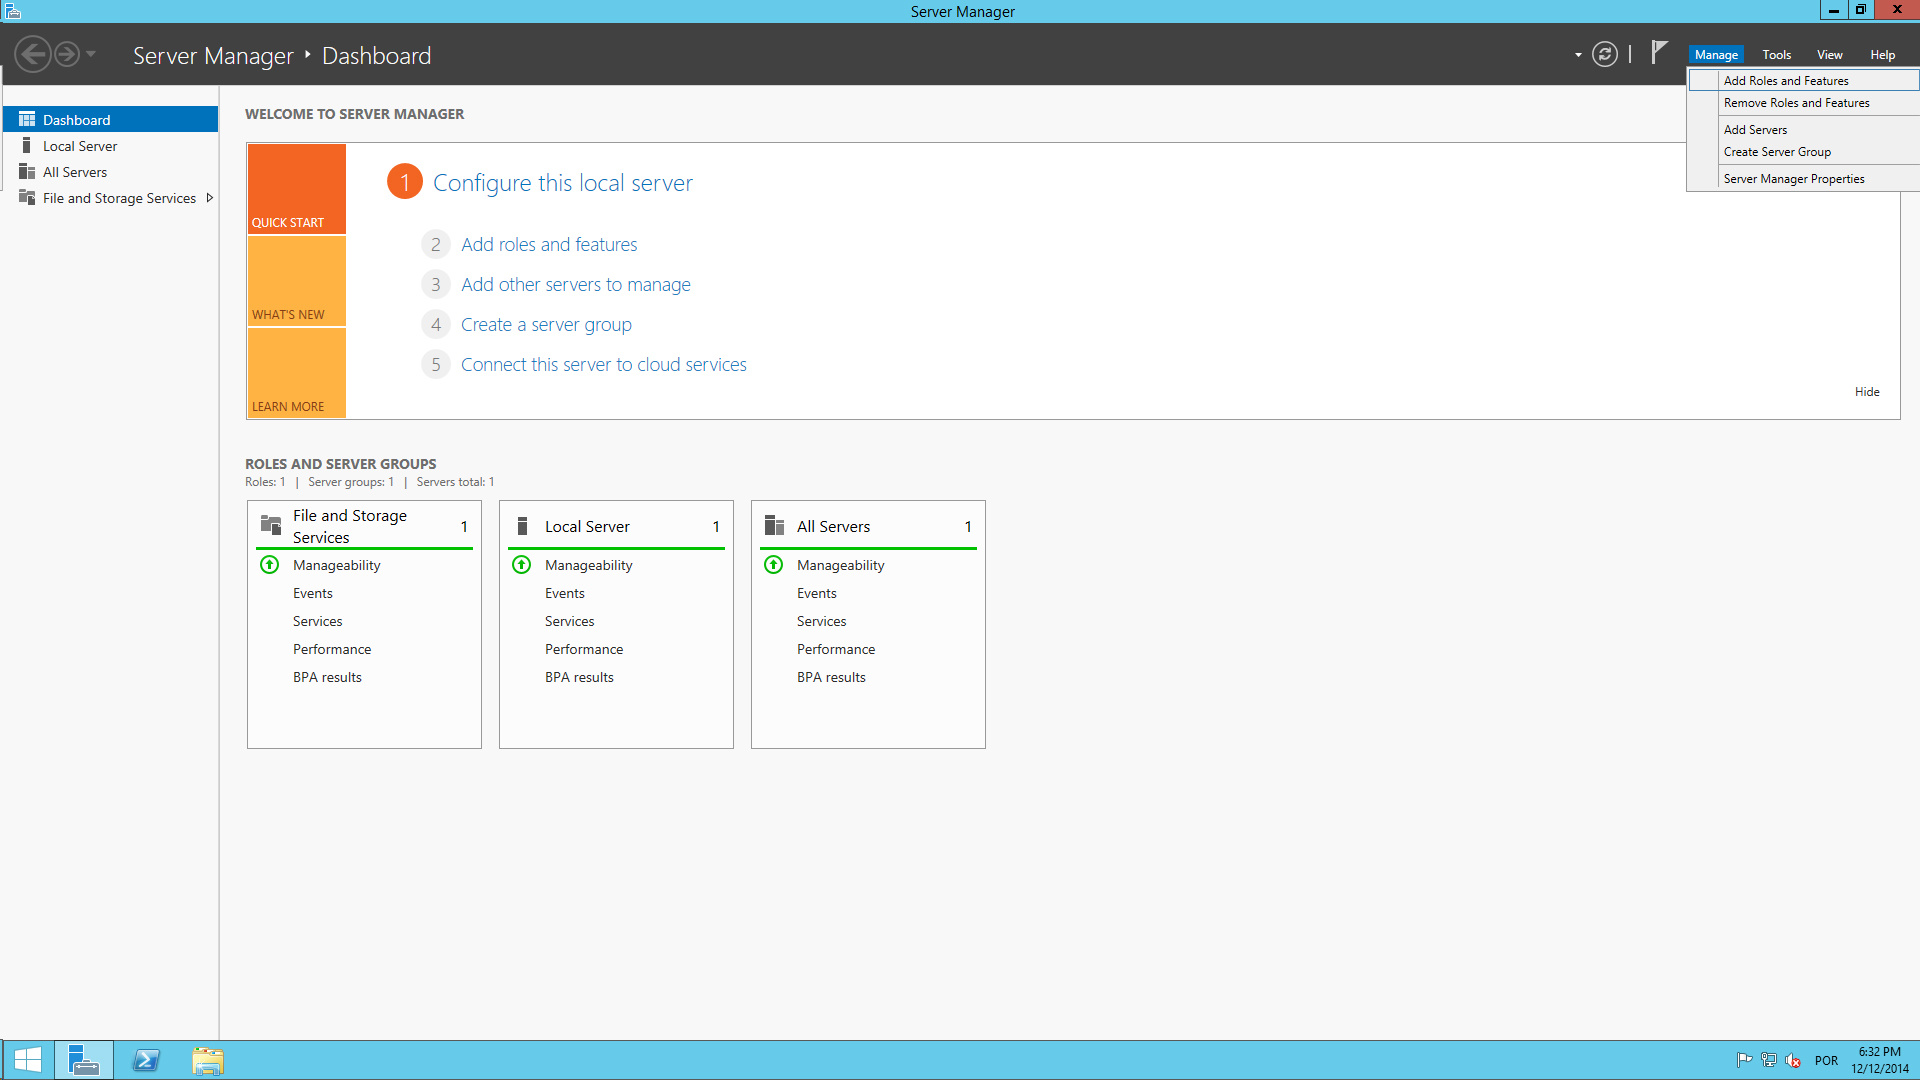 Server Manager
Server Manager ‣ Dashboard
Manage
Tools
View
Help
Add Roles and Features
Remove Roles and Features
Add Servers
Create Server Group
Server Manager Properties
Dashboard
Local Server
All Servers
File and Storage Services
WELCOME TO SERVER MANAGER
QUICK START
WHAT'S NEW
LEARN MORE
1 Configure this local server
2 Add roles and features
3 Add other servers to manage
4 Create a server group
5 Connect this server to cloud services
Hide
ROLES AND SERVER GROUPS
Roles: 1 | Server groups: 1 | Servers total: 1
File and Storage
Services
1
Manageability
Events
Services
Performance
BPA results
Local Server 1
Manageability
Events
Services
Performance
BPA results
All Servers 1
Manageability
Events
Services
Performance
BPA results
POR
6:32 PM
12/12/2014